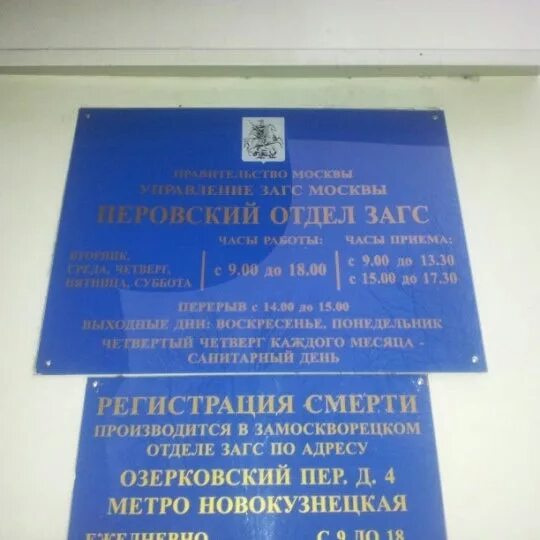 ПРАВИТЕЛЬСТВО МОСКВЫ
УПРАВЛЕНИЕ ЗАГС МОСКВЫ
ПЕРОВСКИЙ ОТДЕЛ ЗАГС
ЧАСЫ РАБОТЫ: ЧАСЫ ПРИЕМА:
ВТОРНИК,
СРЕДА, ЧЕТВЕРГ,
ПЯТНИЦА, СУББОТА
с 9.00 до 18.00
с 9.00 до 13.30
с 15.00 до 17.30
ПЕРЕРЫВ с 14.00 до 15.00
ВЫХОДНЫЕ ДНИ: ВОСКРЕСЕНЬЕ, ПОНЕДЕЛЬНИК
ЧЕТВЕРТЫЙ ЧЕТВЕРГ КАЖДОГО МЕСЯЦА -
САНИТАРНЫЙ ДЕНЬ
РЕГИСТРАЦИЯ СМЕРТИ
ПРОИЗВОДИТСЯ В ЗАМОСКВОРЕЦКОМ
ОТДЕЛЕ ЗАГС ПО АДРЕСУ
ОЗЕРКОВСКИЙ ПЕР. Д. 4
МЕТРО НОВОКУЗНЕЦКАЯ
ЕЖЕДНЕВНО С 9 ДО 18